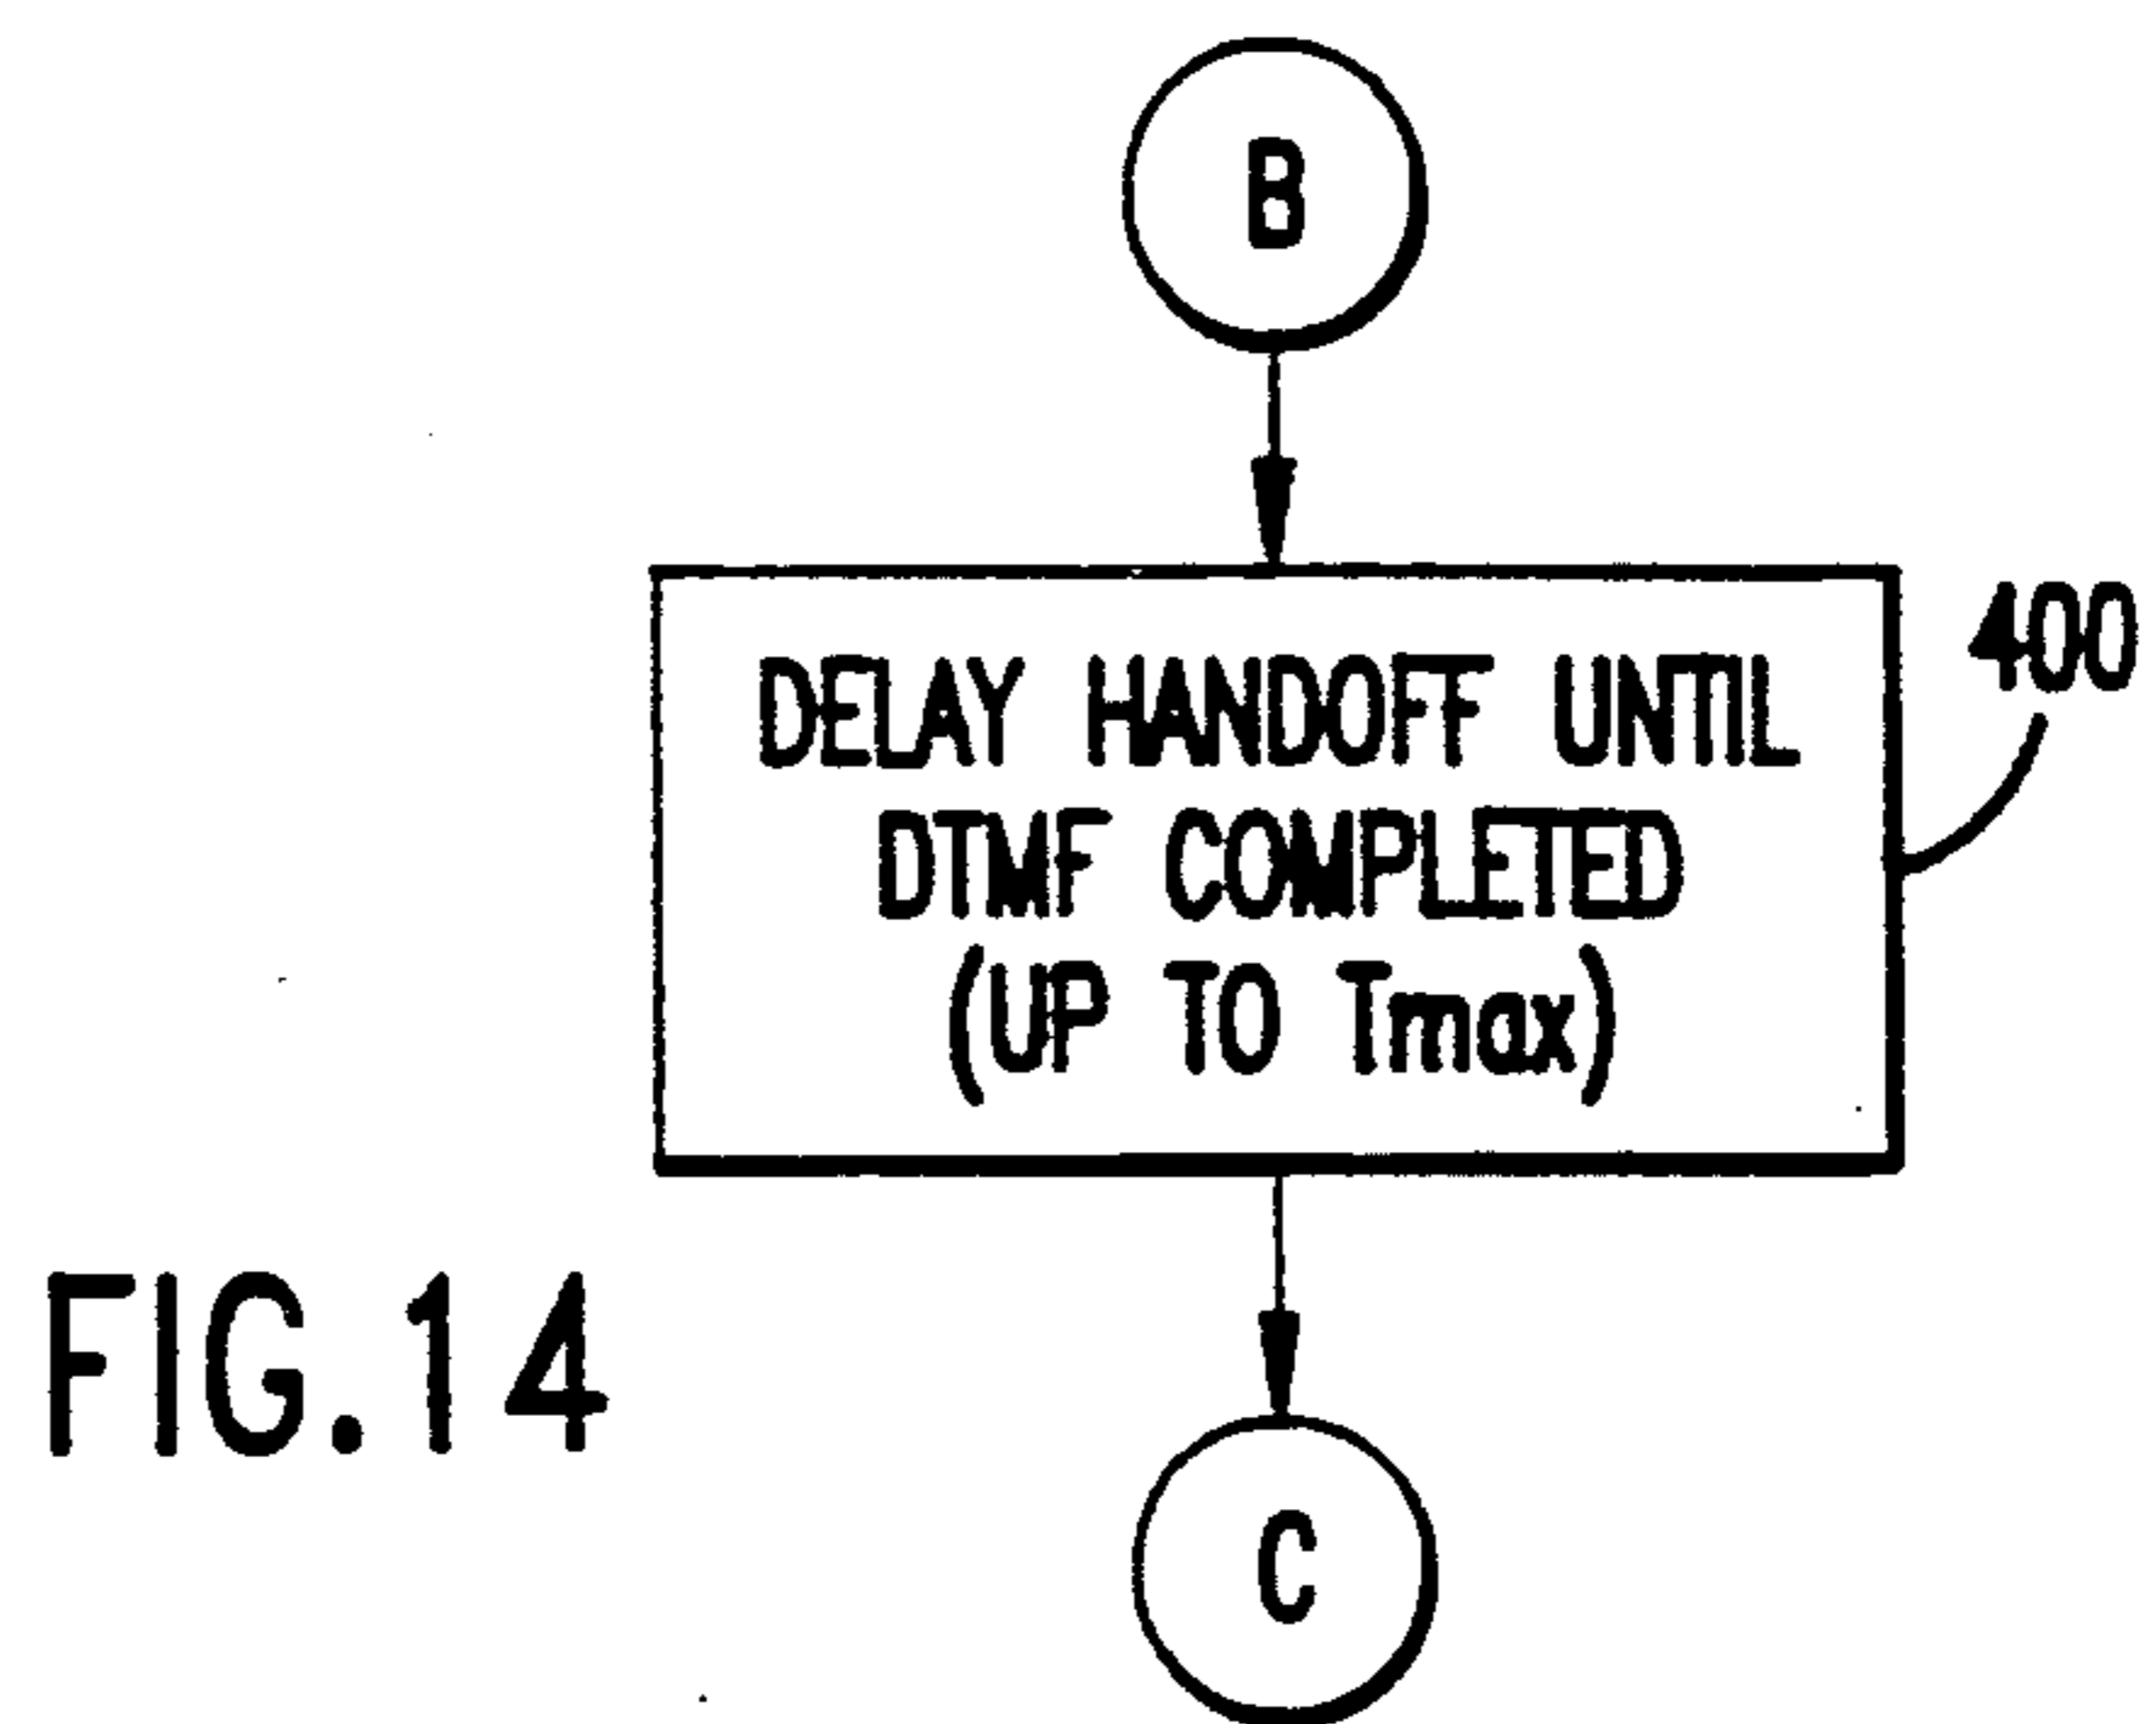 B
DELAY HANDOFF UNTIL
DTMF COMPLETED
(UP TO Tmax)
400
FIG.14
C